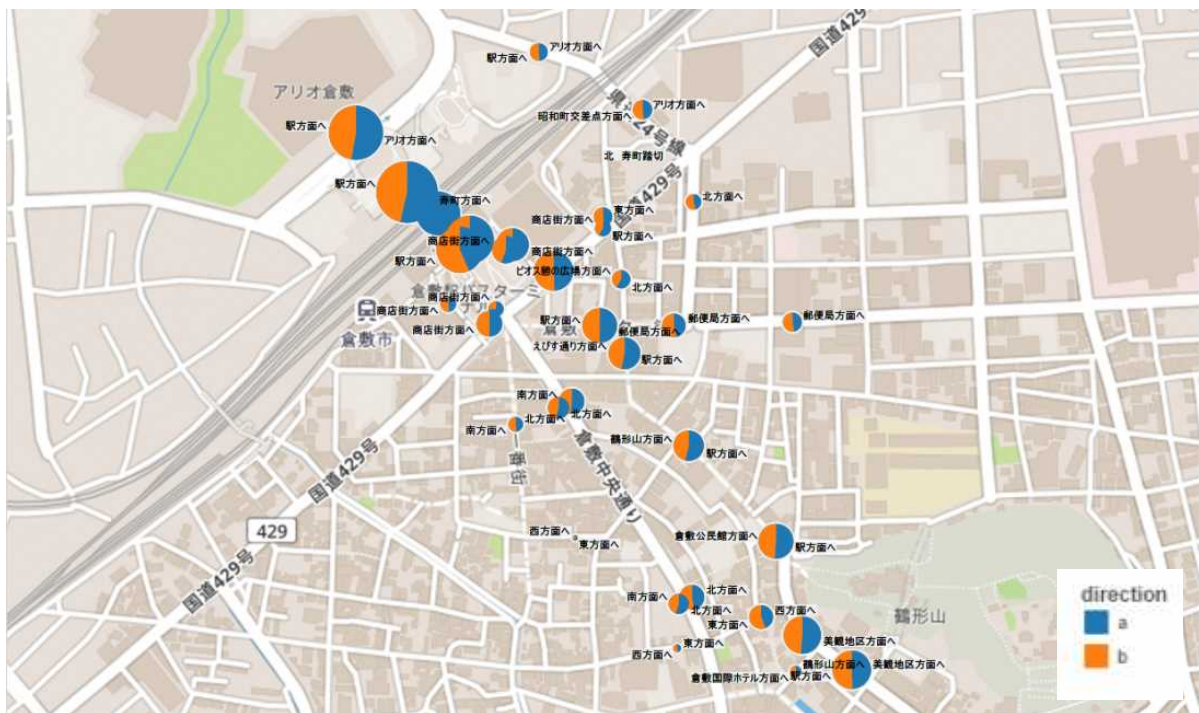 アリオ方面へ
駅方面へ
国道429号
アリオ倉敷
アリオ方面へ
昭和町交差点方面へ
駅方面へ
アリオ方面へ
北 寿町踏切
国道429号
駅方面へ
寿町方面へ
北方面へ
東方面へ
商店街方面へ
駅方面へ
商店街方面へ
商店街方面へ
駅方面へ
ビオス憩の広場方面へ
北方面へ
商店街方面へ
商店街方面へ
倉敷市
商店街方面へ
駅方面へ
郵便局方面へ
郵便局方面へ
郵便局方面へ
えびす通り方面へ
駅方面へ
南方面へ
北方面へ
北方面へ
南方面へ
鶴形山方面へ
駅方面へ
倉敷中央通り
国道429号
一番街
429
西方面へ
東方面へ
倉敷公民館方面へ
駅方面へ
国道429号
南方面へ
北方面へ
北方面へ
西方面へ
東方面へ
鶴形山
美観地区方面へ
東方面へ
西方面へ
鶴形山方面へ
美観地区方面へ
倉敷国際ホテル方面へ
駅方面へ
direction
a
b